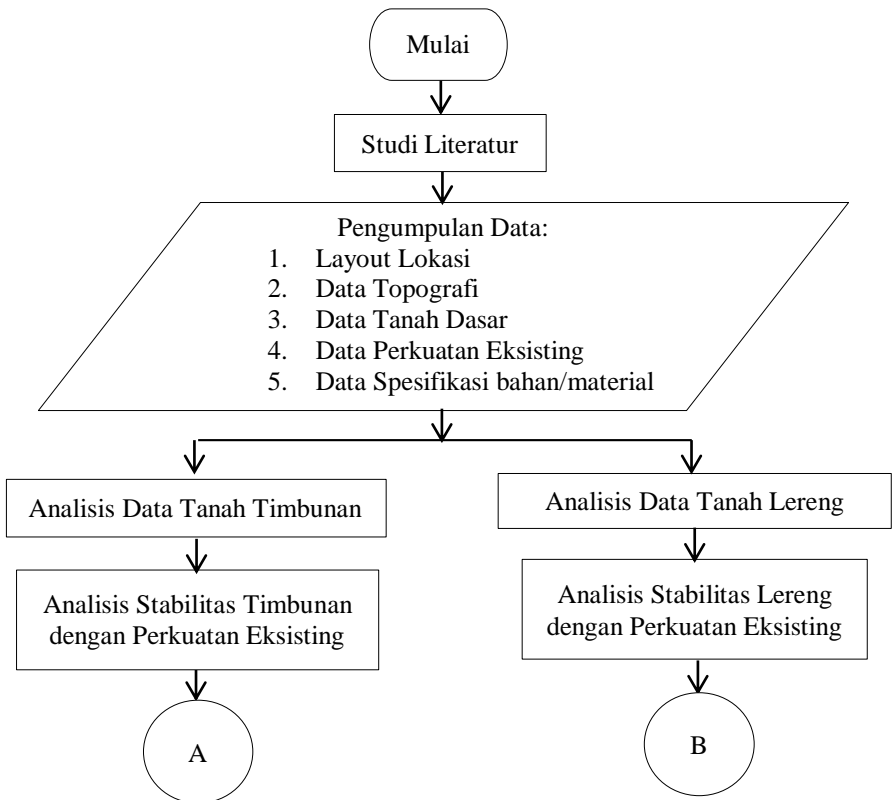 Mulai
Studi Literatur
Pengumpulan Data:
1. Layout Lokasi
2. Data Topografi
3. Data Tanah Dasar
4. Data Perkuatan Eksisting
5. Data Spesifikasi bahan/material
Analisis Data Tanah Timbunan
Analisis Stabilitas Timbunan
dengan Perkuatan Eksisting
A
Analisis Data Tanah Lereng
Analisis Stabilitas Lereng
dengan Perkuatan Eksisting
B